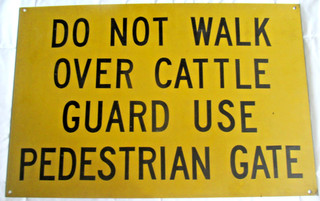 DO NOT WALK
OVER CATTLE
GUARD USE
PEDESTRIAN GATE